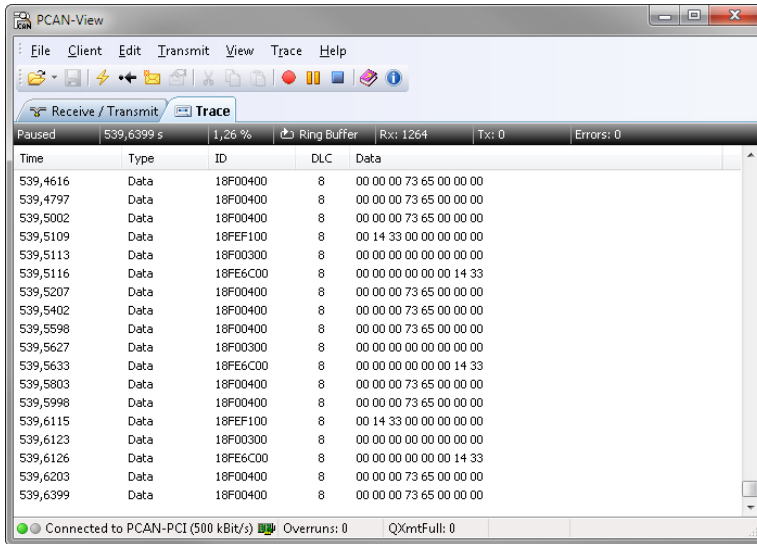 PCAN-View
File Client Edit Transmit View Trace Help
Receive / Transmit Trace
Paused 539,6399 s 1,26 % Ring Buffer Rx: 1264 Tx: 0 Errors: 0
Time Type ID DLC Data
539,4616 Data 18F00400 8 00 00 00 73 65 00 00 00
539,4797 Data 18F00400 8 00 00 00 73 65 00 00 00
539,5002 Data 18F00400 8 00 00 00 73 65 00 00 00
539,5109 Data 18FEF100 8 00 14 33 00 00 00 00 00
539,5113 Data 18F00300 8 00 00 00 00 00 00 00 00
539,5116 Data 18FE6C00 8 00 00 00 00 00 00 14 33
539,5207 Data 18F00400 8 00 00 00 73 65 00 00 00
539,5402 Data 18F00400 8 00 00 00 73 65 00 00 00
539,5598 Data 18F00400 8 00 00 00 73 65 00 00 00
539,5627 Data 18F00300 8 00 00 00 00 00 00 00 00
539,5633 Data 18FE6C00 8 00 00 00 00 00 00 14 33
539,5803 Data 18F00400 8 00 00 00 73 65 00 00 00
539,5998 Data 18F00400 8 00 00 00 73 65 00 00 00
539,6115 Data 18FEF100 8 00 14 33 00 00 00 00 00
539,6123 Data 18F00300 8 00 00 00 00 00 00 00 00
539,6126 Data 18FE6C00 8 00 00 00 00 00 00 14 33
539,6203 Data 18F00400 8 00 00 00 73 65 00 00 00
539,6399 Data 18F00400 8 00 00 00 73 65 00 00 00
Connected to PCAN-PCI (500 kBit/s) Overruns: 0 QXmtFull: 0